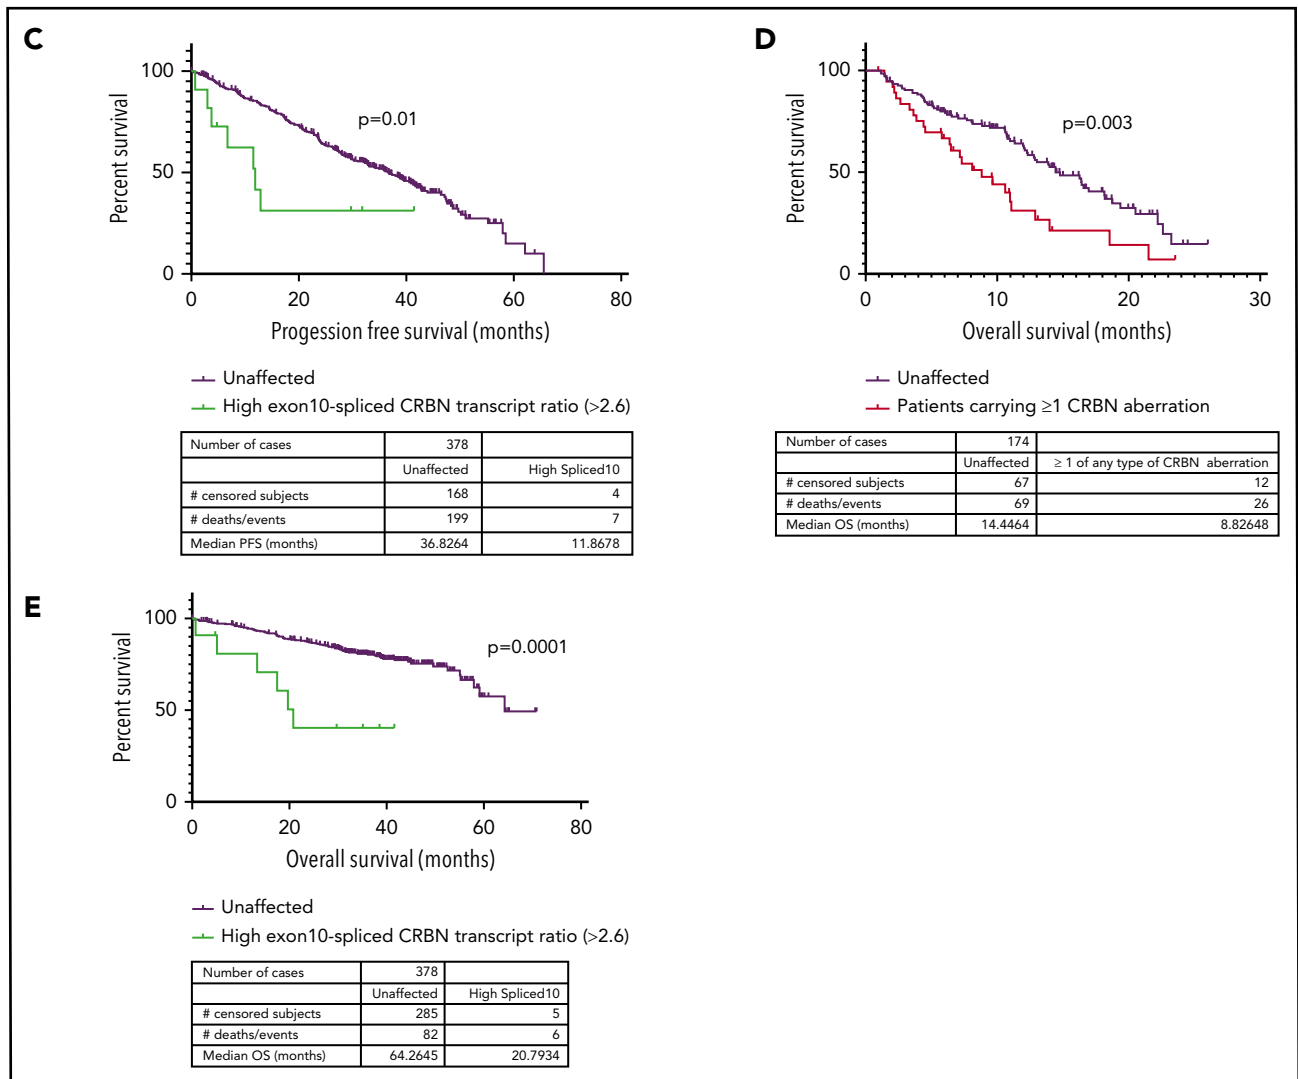 C
Percent survival
100
50
0
p=0.01
0 20 40 60 80
Progession free survival (months)
Unaffected
High exon10-spliced CRBN transcript ratio (>2.6)
Number of cases 378
Unaffected High Spliced10
# censored subjects 168 4
# deaths/events 199 7
Median PFS (months) 36.8264 11.8678
D
Percent survival
100
50
0
p=0.003
0 10 20 30
Overall survival (months)
Unaffected
Patients carrying ≥1 CRBN aberration
Number of cases 174
Unaffected ≥ 1 of any type of CRBN aberration
# censored subjects 67 12
# deaths/events 69 26
Median OS (months) 14.4464 8.82648
E
Percent survival
100
50
0
p=0.0001
0 20 40 60 80
Overall survival (months)
Unaffected
High exon10-spliced CRBN transcript ratio (>2.6)
Number of cases 378
Unaffected High Spliced10
# censored subjects 285 5
# deaths/events 82 6
Median OS (months) 64.2645 20.7934